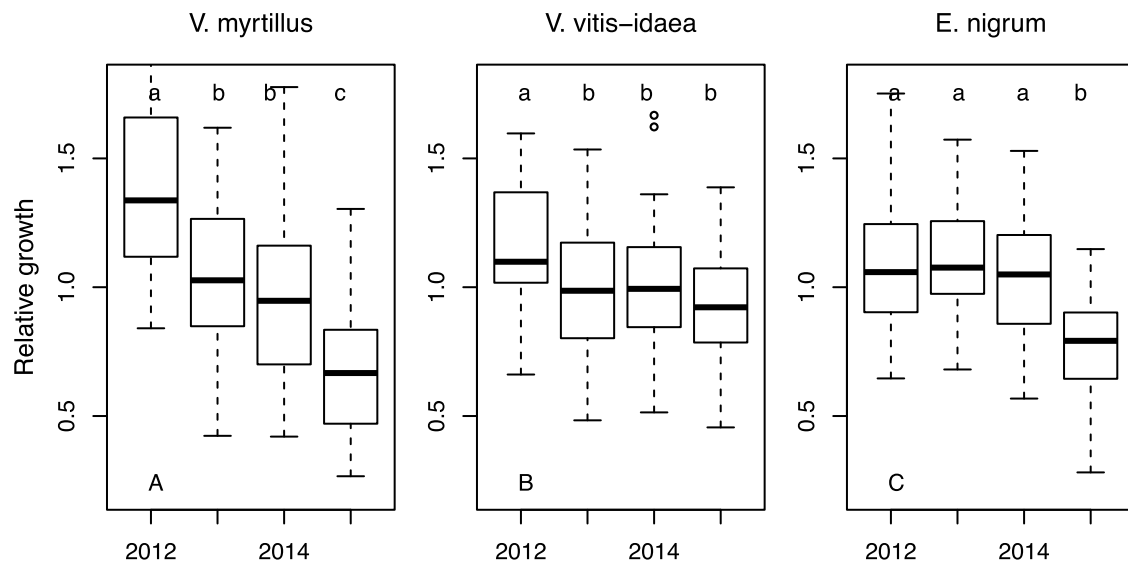 V. myrtillus
V. vitis−idaea
E. nigrum
Relative growth
1.5
1.0
0.5
a b b c
A
2012 2014
1.5
1.0
0.5
a b b b
B
2012 2014
1.5
1.0
0.5
a a a b
C
2012 2014